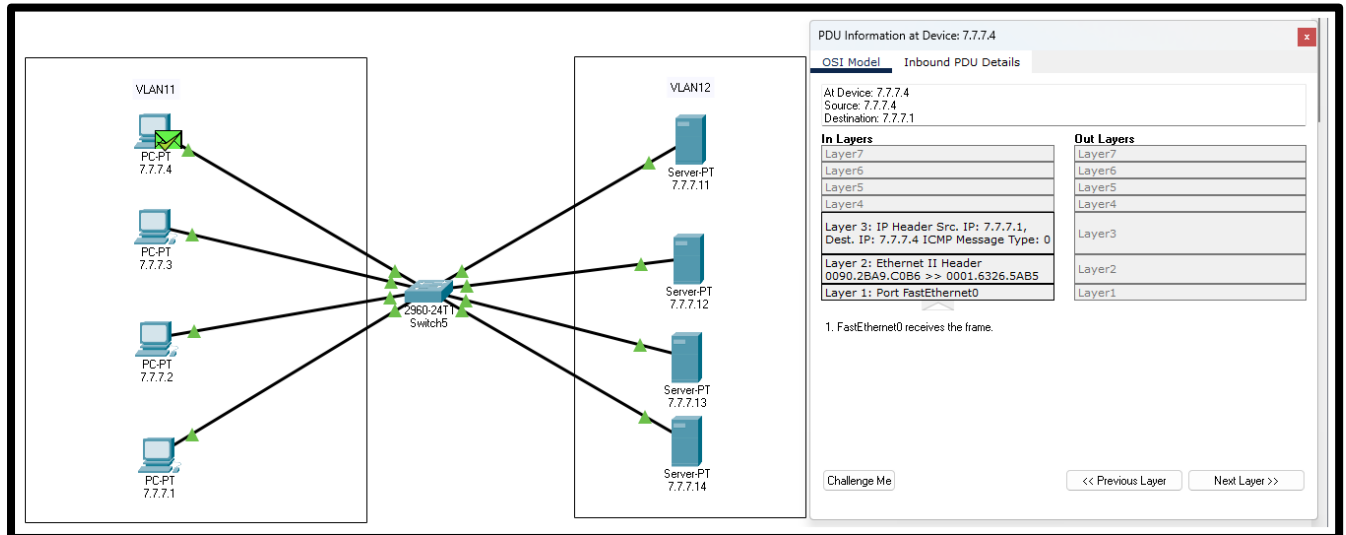 VLAN11
PC-PT
7.7.7.4
PC-PT
7.7.7.3
PC-PT
7.7.7.2
PC-PT
7.7.7.1
2960-24TT
Switch5
VLAN12
Server-PT
7.7.7.11
Server-PT
7.7.7.12
Server-PT
7.7.7.13
Server-PT
7.7.7.14
PDU Information at Device: 7.7.7.4
x
OSI Model Inbound PDU Details
At Device: 7.7.7.4
Source: 7.7.7.4
Destination: 7.7.7.1
In Layers Out Layers
Layer7 Layer7
Layer6 Layer6
Layer5 Layer5
Layer4 Layer4
Layer 3: IP Header Src. IP: 7.7.7.1,
Dest. IP: 7.7.7.4 ICMP Message Type: 0
Layer3
Layer 2: Ethernet II Header
0090.2BA9.C0B6 >> 0001.6326.5AB5
Layer2
Layer 1: Port FastEthernet0 Layer1
1. FastEthernet0 receives the frame.
Challenge Me << Previous Layer Next Layer >>